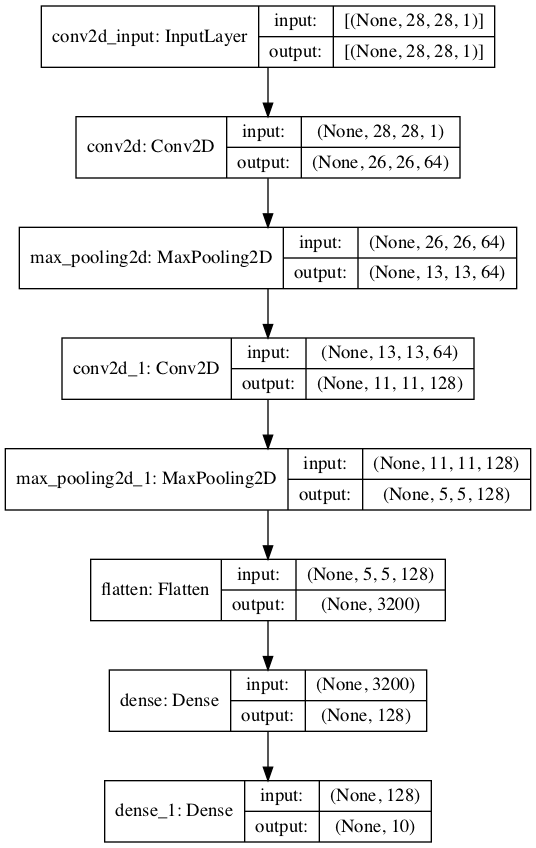 conv2d_input: InputLayer
input:
[(None, 28, 28, 1)]
output:
[(None, 28, 28, 1)]
conv2d: Conv2D
input:
(None, 28, 28, 1)
output:
(None, 26, 26, 64)
max_pooling2d: MaxPooling2D
input:
(None, 26, 26, 64)
output:
(None, 13, 13, 64)
conv2d_1: Conv2D
input:
(None, 13, 13, 64)
output:
(None, 11, 11, 128)
max_pooling2d_1: MaxPooling2D
input:
(None, 11, 11, 128)
output:
(None, 5, 5, 128)
flatten: Flatten
input:
(None, 5, 5, 128)
output:
(None, 3200)
dense: Dense
input:
(None, 3200)
output:
(None, 128)
dense_1: Dense
input:
(None, 128)
output:
(None, 10)